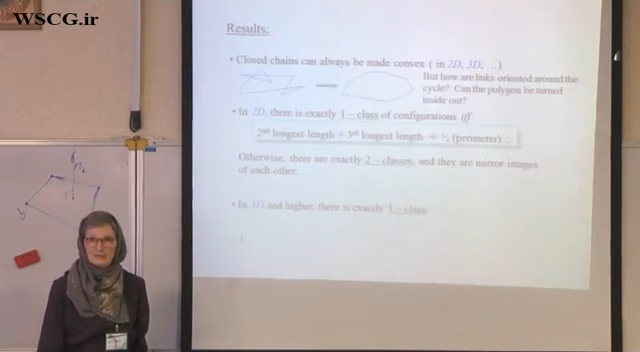 WSCG.ir
Results:
• Closed chains can always be made convex ( in 2D, 3D, …)
But how are links oriented around the
cycle? Can the polygon be turned
inside out?
• In 2D, there is exactly 1 – class of configurations iff
2nd longest length + 3rd longest length <= ½ (perimeter) .
Otherwise, there are exactly 2 – classes, and they are mirror images
of each other.
• In 3D and higher, there is exactly 1 – class.
y